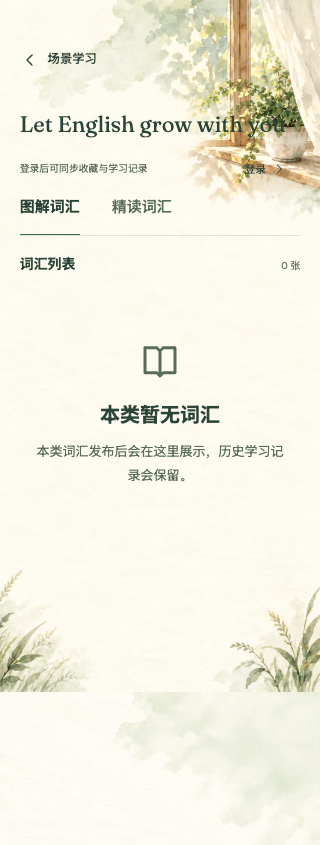 场景学习
Let English grow with you
登录后可同步收藏与学习记录
登录
图解词汇
精读词汇
词汇列表
0 张
本类暂无词汇
本类词汇发布后会在这里展示，历史学习记
录会保留。